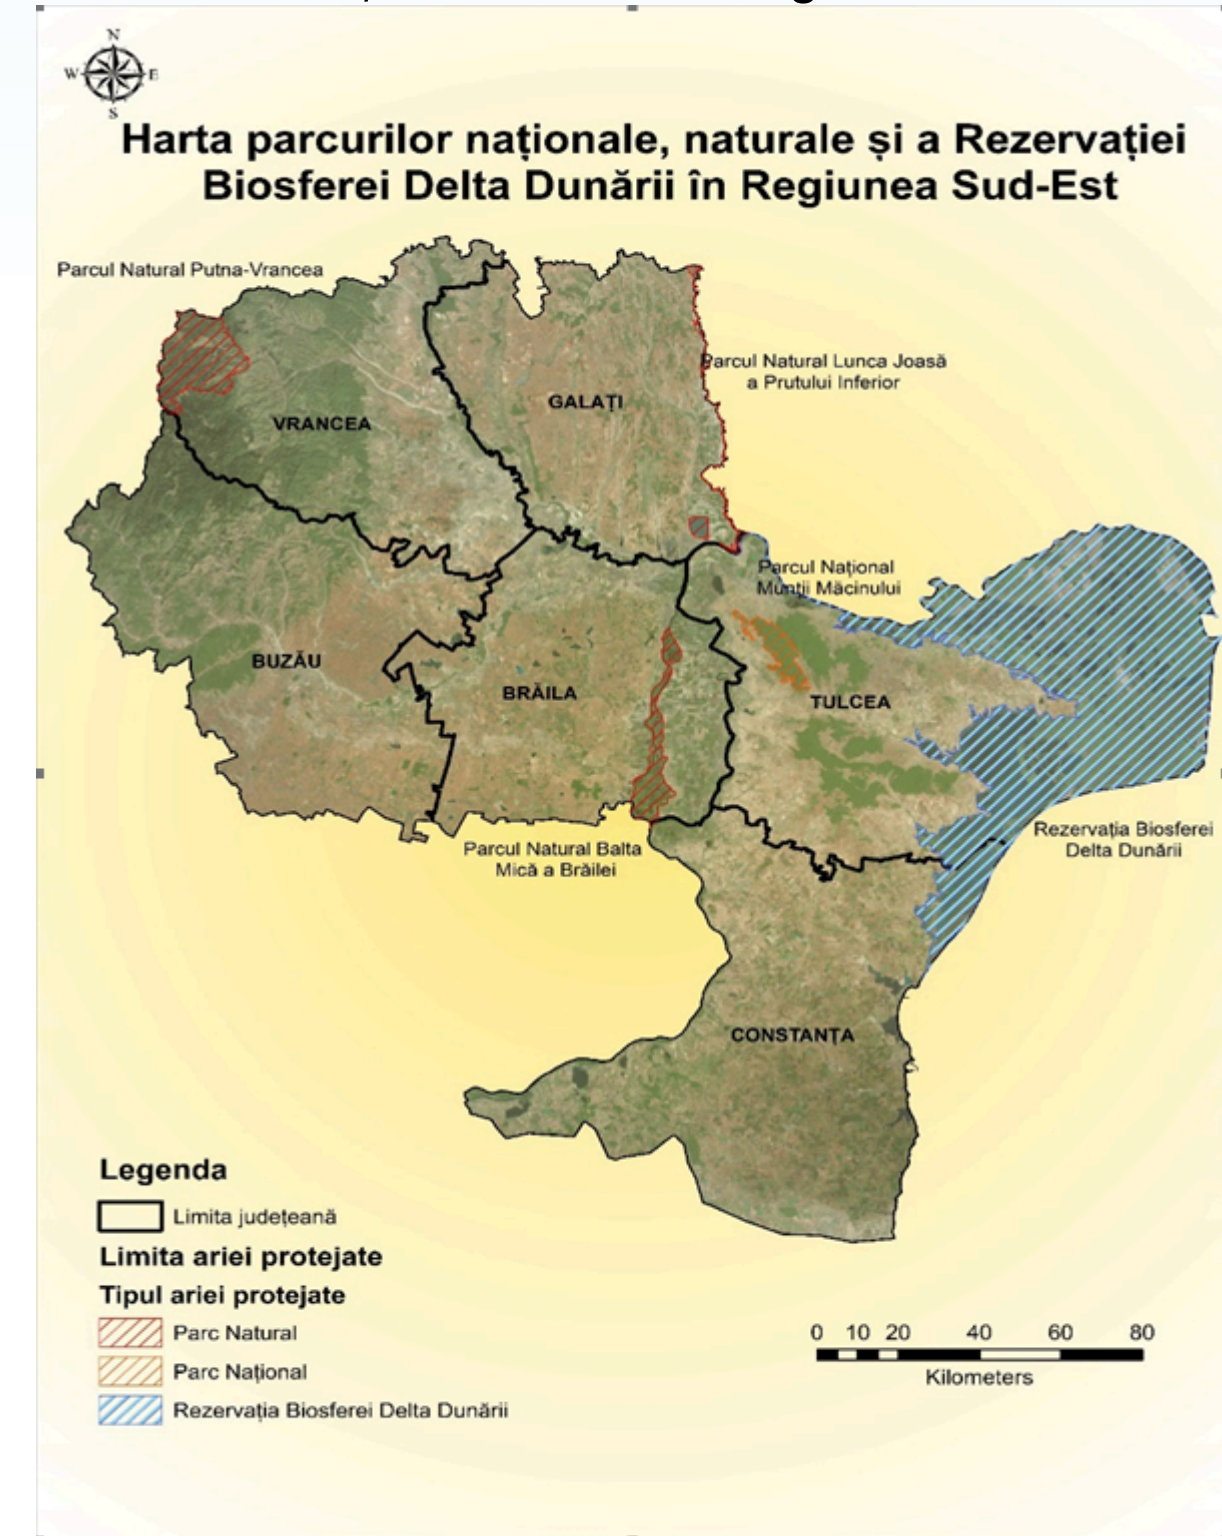 N
W E
S
Harta parcurilor naționale, naturale și a Rezervației
Biosferei Delta Dunării în Regiunea Sud-Est
Parcul Natural Putna-Vrancea
Parcul Natural Lunca Joasă
a Prutului Inferior
GALAȚI
VRANCEA
Parcul Național
Munții Măcinului
BUZĂU
BRĂILA
TULCEA
Rezervația Biosferei
Delta Dunării
Parcul Natural Balta
Mică a Brăilei
CONSTANȚA
Legenda
Limita județeană
Limita ariei protejate
Tipul ariei protejate
Parc Natural
Parc Național
Rezervația Biosferei Delta Dunării
0 10 20 40 60 80
Kilometers